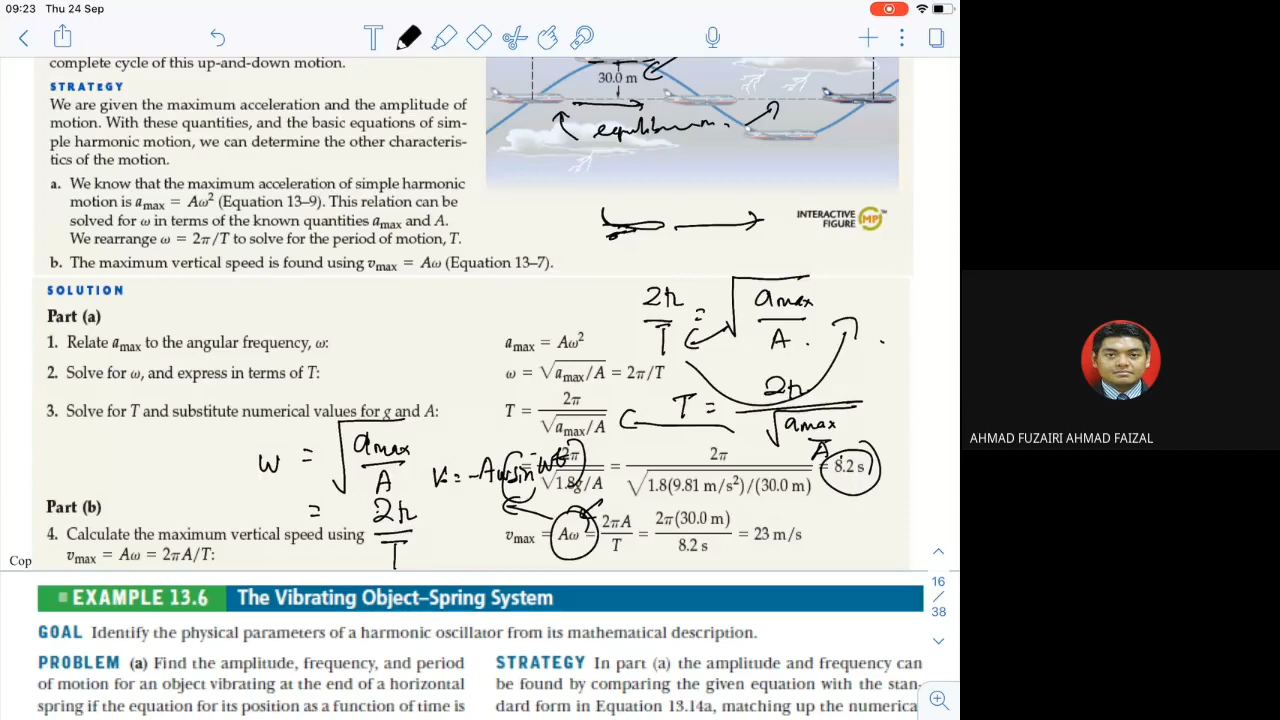 09:23 Thu 24 Sep
complete cycle of this up-and-down motion.
STRATEGY
We are given the maximum acceleration and the amplitude of
motion. With these quantities, and the basic equations of sim-
ple harmonic motion, we can determine the other characteris-
tics of the motion.
a. We know that the maximum acceleration of simple harmonic
motion is aₘₐₓ = Aω² (Equation 13–9). This relation can be
solved for ω in terms of the known quantities aₘₐₓ and A.
We rearrange ω = 2π/T to solve for the period of motion, T.
b. The maximum vertical speed is found using vₘₐₓ = Aω (Equation 13–7).
30.0 m
equilibrium.
INTERACTIVE
FIGURE MP™
SOLUTION
Part (a)
1. Relate aₘₐₓ to the angular frequency, ω: aₘₐₓ = Aω²
2. Solve for ω, and express in terms of T: ω = √(aₘₐₓ/A) = 2π/T
3. Solve for T and substitute numerical values for g and A: T = 2π / √(aₘₐₓ/A)
= 2π / √(1.8g/A) = 2π / √(1.8(9.81 m/s²)/(30.0 m)) = 8.2 s
2π/T = √(amax/A)
T = 2π / √(amax/A)
ω = √(amax/A)
= 2π/T
V = -Aω sin ωt
Part (b)
4. Calculate the maximum vertical speed using vₘₐₓ = Aω = 2πA/T = 2π(30.0 m)/8.2 s = 23 m/s
vₘₐₓ = Aω = 2πA/T:
Cop
16
/
38
EXAMPLE 13.6 The Vibrating Object–Spring System
GOAL Identify the physical parameters of a harmonic oscillator from its mathematical description.
PROBLEM (a) Find the amplitude, frequency, and period
of motion for an object vibrating at the end of a horizontal
spring if the equation for its position as a function of time is
STRATEGY In part (a) the amplitude and frequency can
be found by comparing the given equation with the stan-
dard form in Equation 13.14a, matching up the numerica
AHMAD FUZAIRI AHMAD FAIZAL